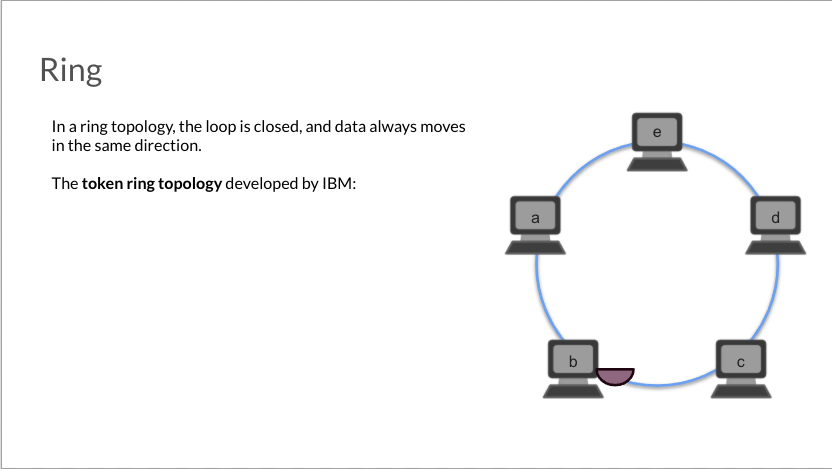 Ring
In a ring topology, the loop is closed, and data always moves
in the same direction.
The token ring topology developed by IBM:
e
a
d
b
c